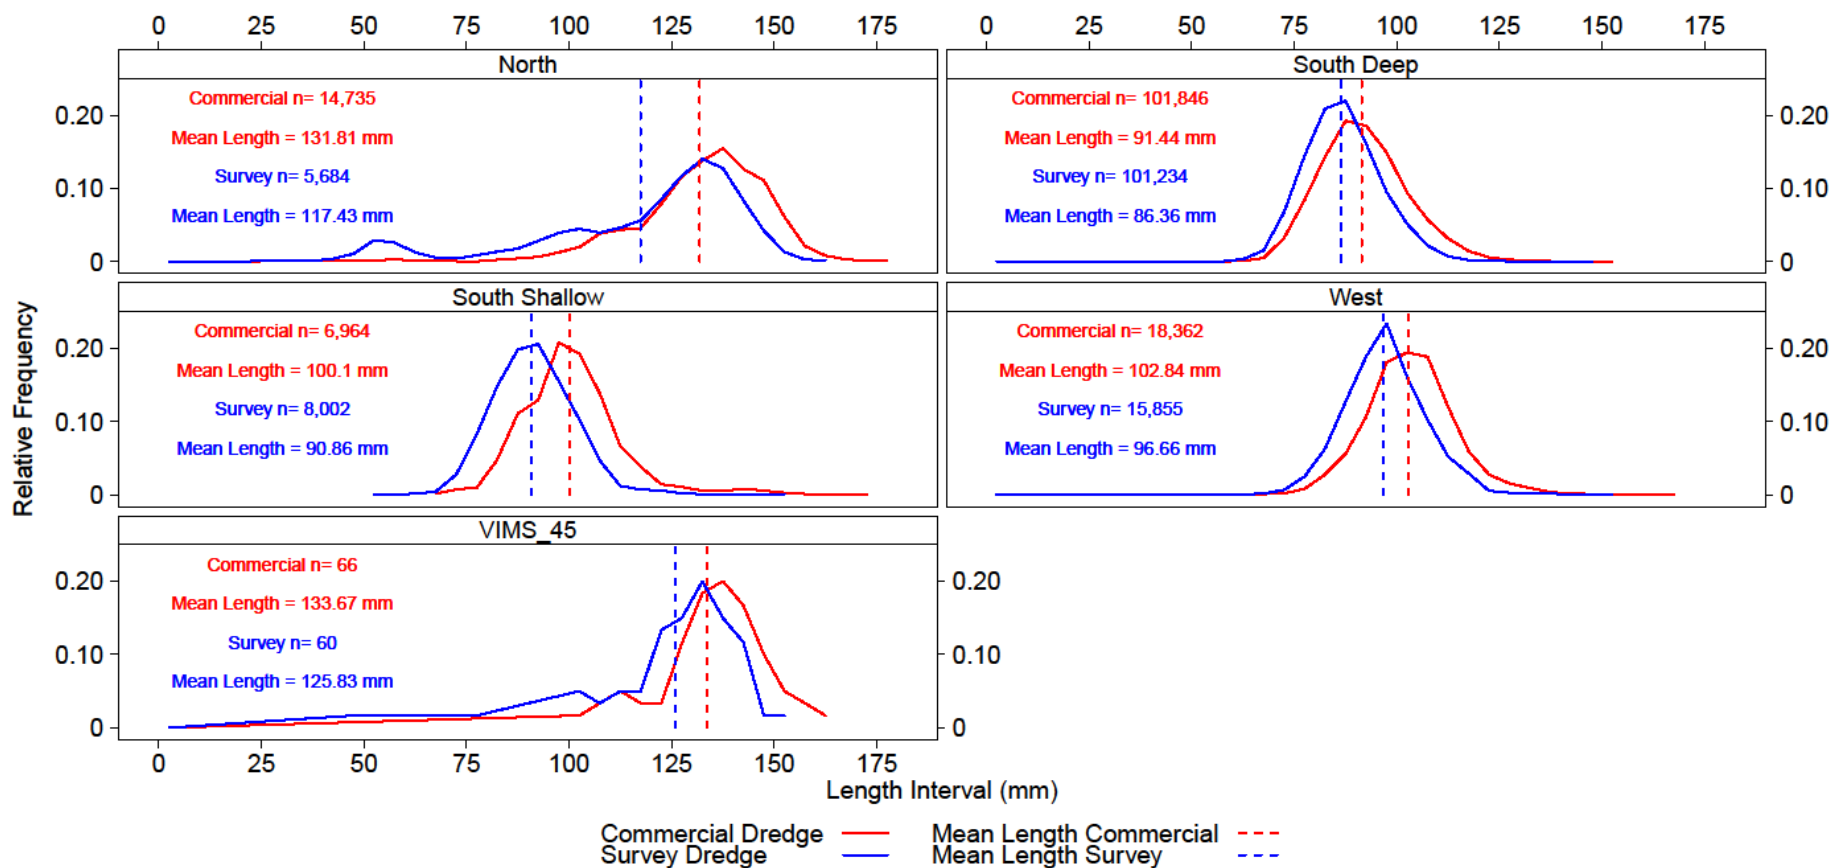 0 25 50 75 100 125 150 175
0 25 50 75 100 125 150 175
North
Commercial n= 14,735
Mean Length = 131.81 mm
Survey n= 5,684
Mean Length = 117.43 mm
0.20
0.10
0
South Deep
Commercial n= 101,846
Mean Length = 91.44 mm
Survey n= 101,234
Mean Length = 86.36 mm
0.20
0.10
0
South Shallow
Commercial n= 6,964
Mean Length = 100.1 mm
Survey n= 8,002
Mean Length = 90.86 mm
0.20
0.10
0
West
Commercial n= 18,362
Mean Length = 102.84 mm
Survey n= 15,855
Mean Length = 96.66 mm
0.20
0.10
0
VIMS_45
Commercial n= 66
Mean Length = 133.67 mm
Survey n= 60
Mean Length = 125.83 mm
0.20
0.10
0
0.20
0.10
0
0 25 50 75 100 125 150 175
Relative Frequency
Length Interval (mm)
Commercial Dredge
Survey Dredge
Mean Length Commercial
Mean Length Survey